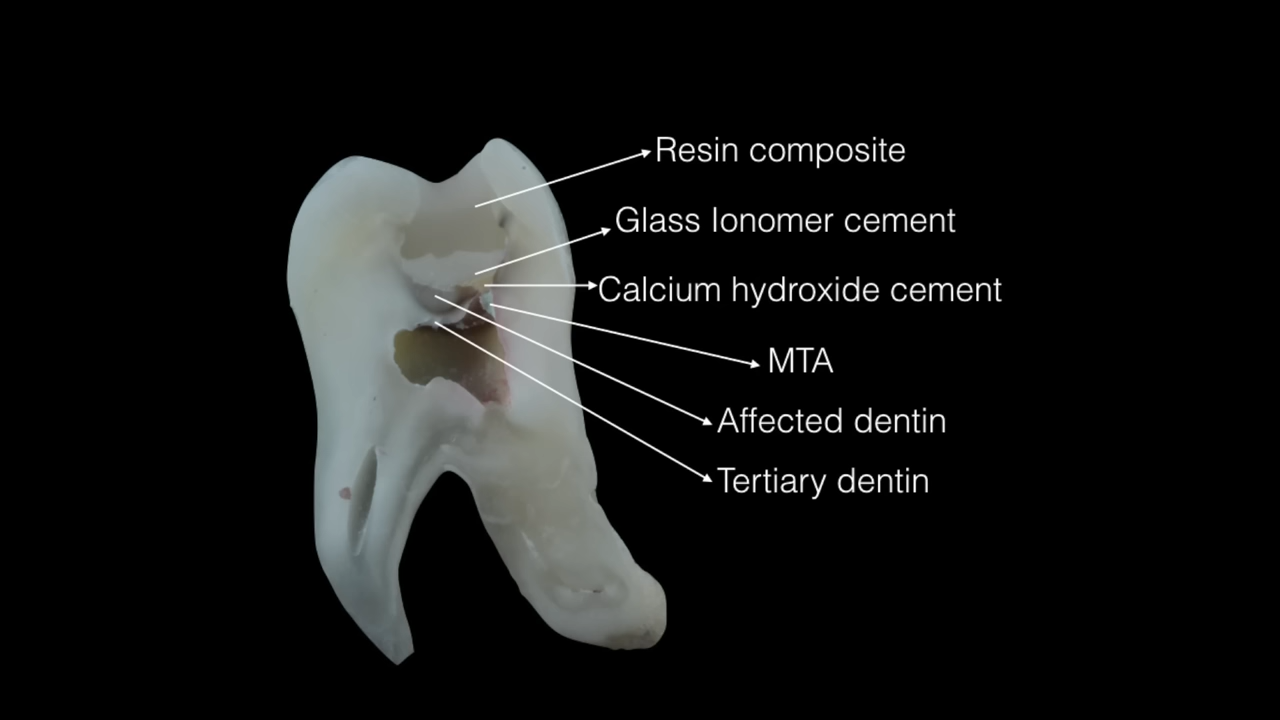 Resin composite
Glass Ionomer cement
Calcium hydroxide cement
MTA
Affected dentin
Tertiary dentin